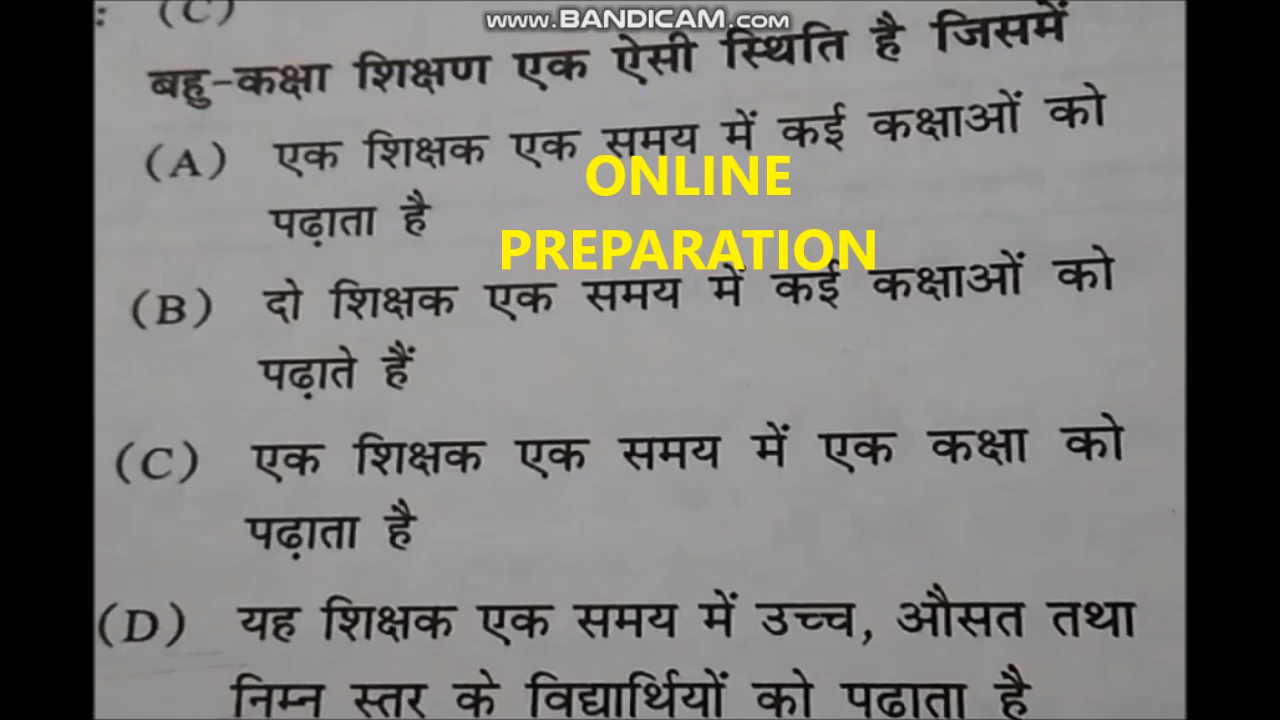 : (C)
www.BANDICAM.com
बहु-कक्षा शिक्षण एक ऐसी स्थिति है जिसमें
(A) एक शिक्षक एक समय में कई कक्षाओं को
पढ़ाता है
ONLINE
PREPARATION
(B) दो शिक्षक एक समय में कई कक्षाओं को
पढ़ाते हैं
(C) एक शिक्षक एक समय में एक कक्षा को
पढ़ाता है
(D) यह शिक्षक एक समय में उच्च, औसत तथा
निम्न स्तर के विद्यार्थियों को पढाता है